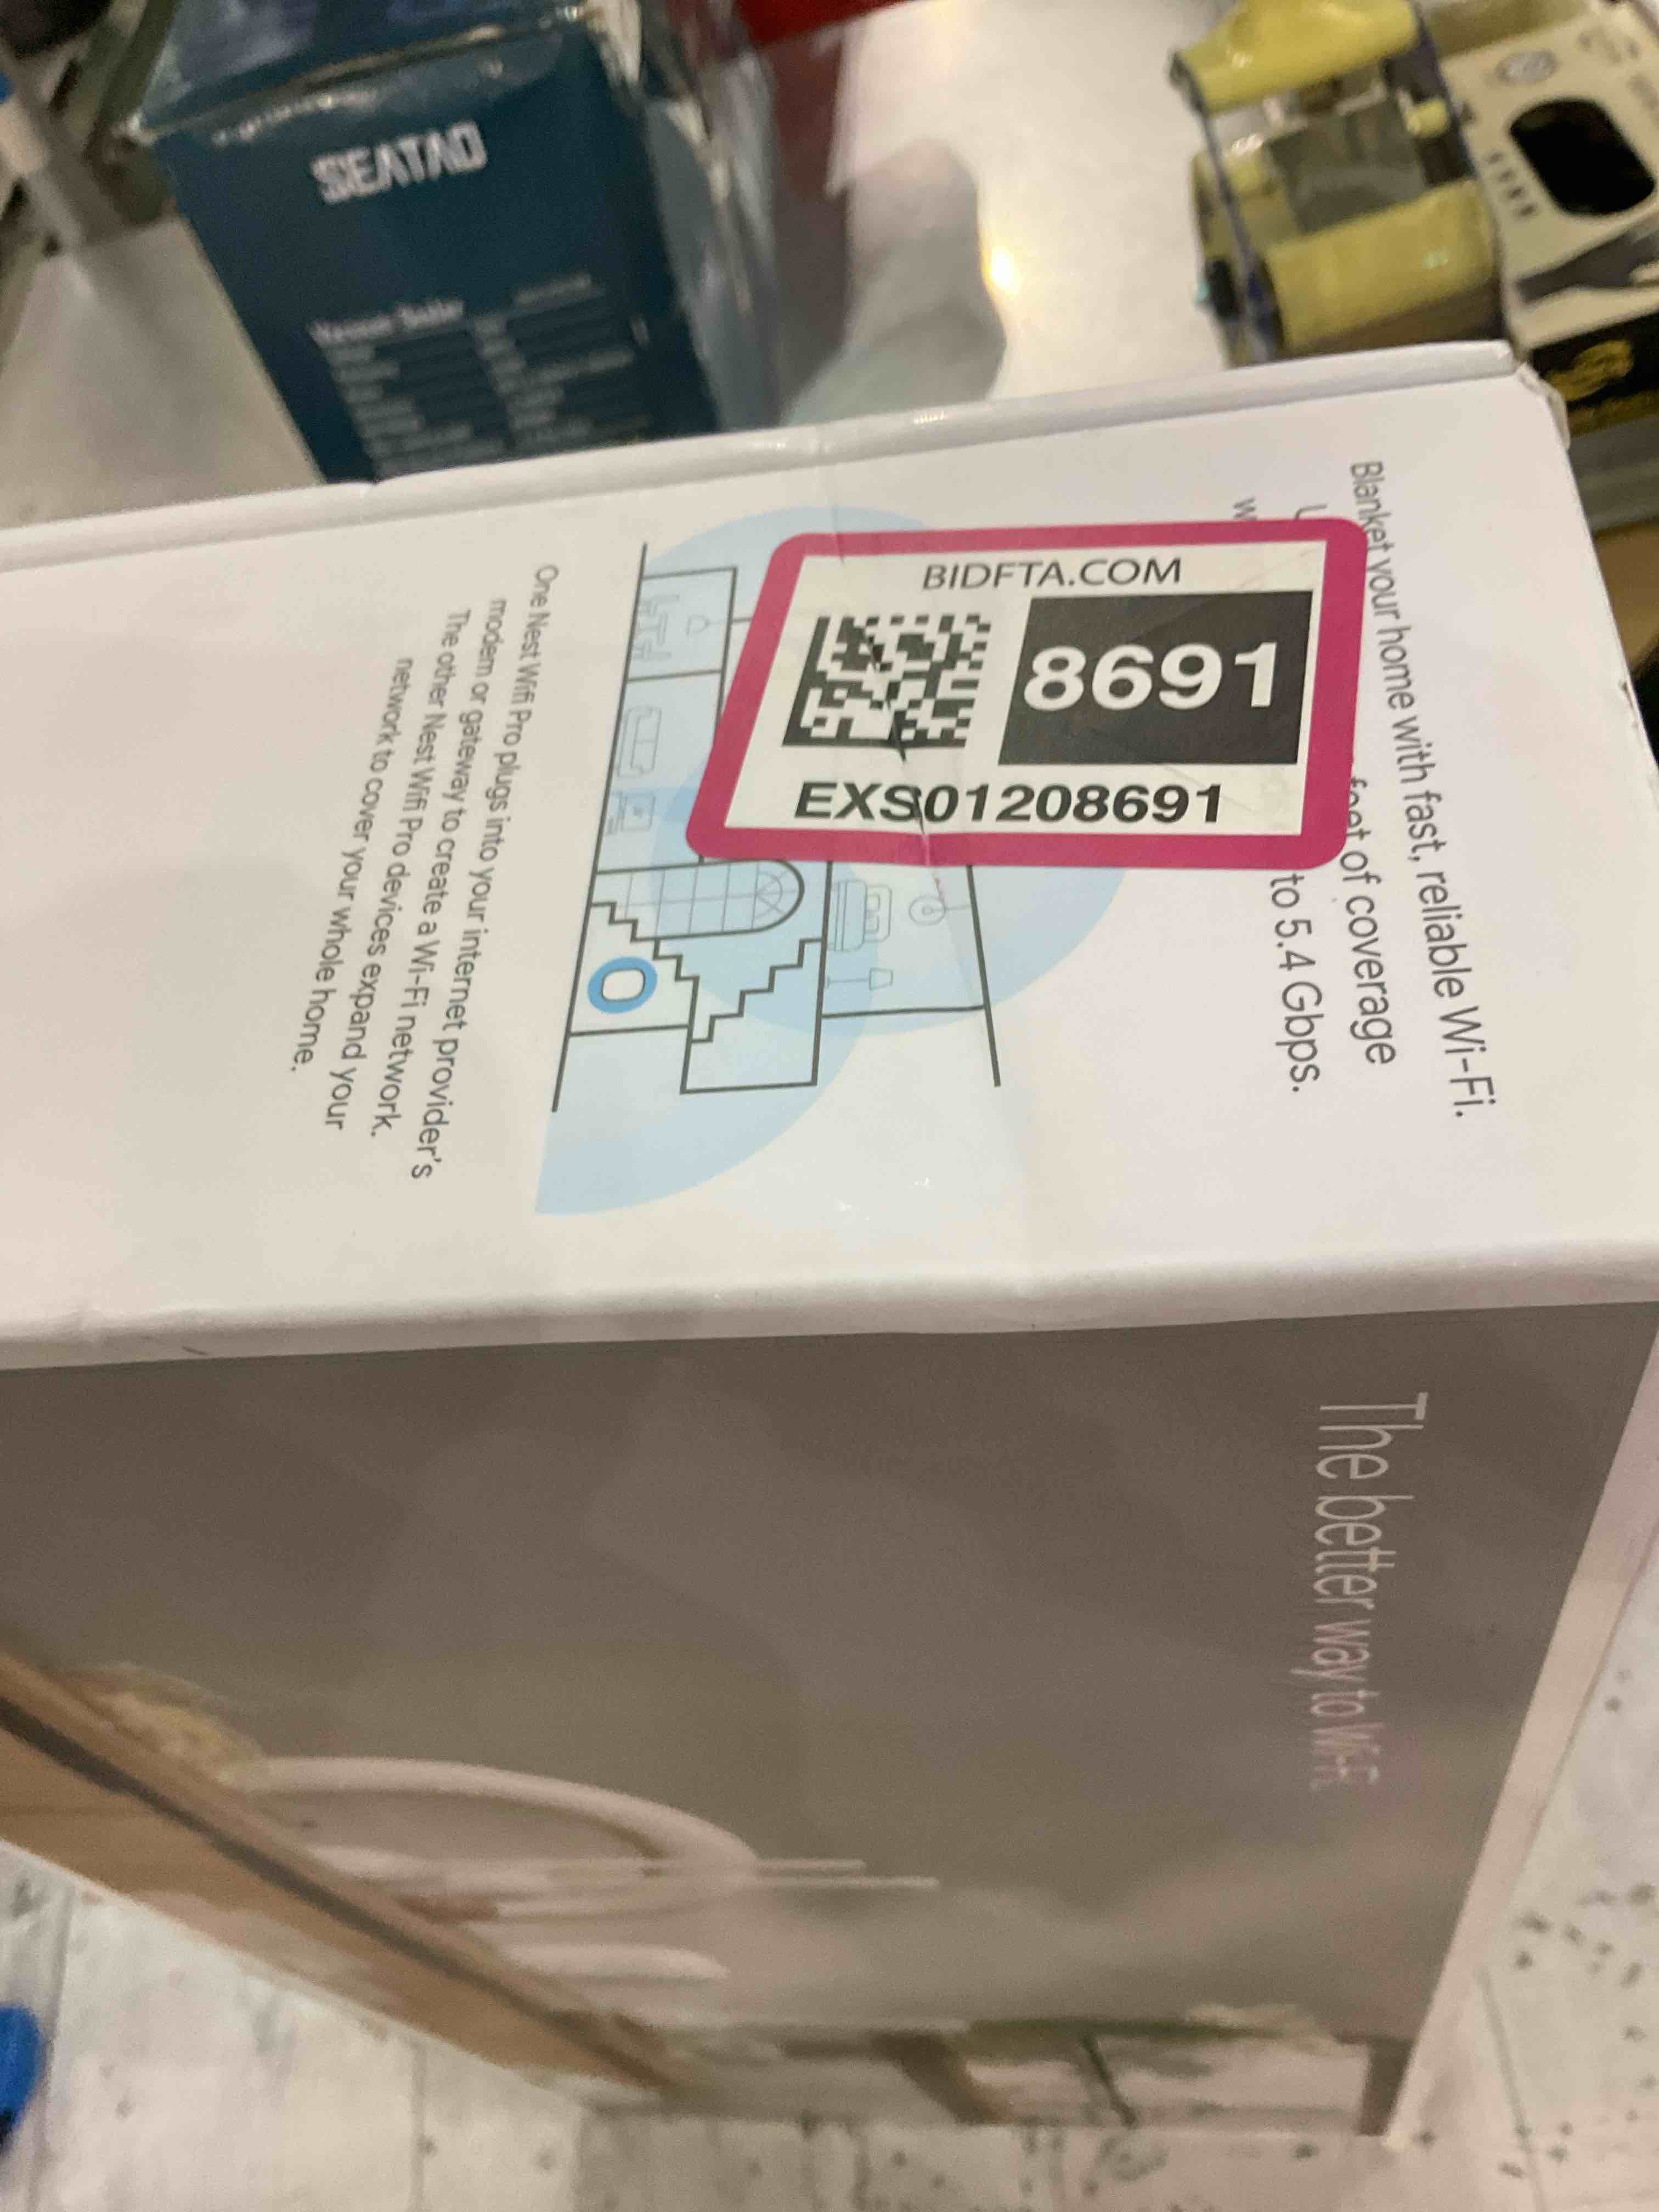 SEATAO
Vacuum Sealer
Blanket your home with fast, reliable Wi-Fi.
feet of coverage
to 5.4 Gbps.
BIDFTA.COM
8691
EXS01208691
One Nest Wifi Pro plugs into your internet provider's
modem or gateway to create a Wi-Fi network.
The other Nest Wifi Pro devices expand your
network to cover your whole home.
The better way to Wi-Fi.